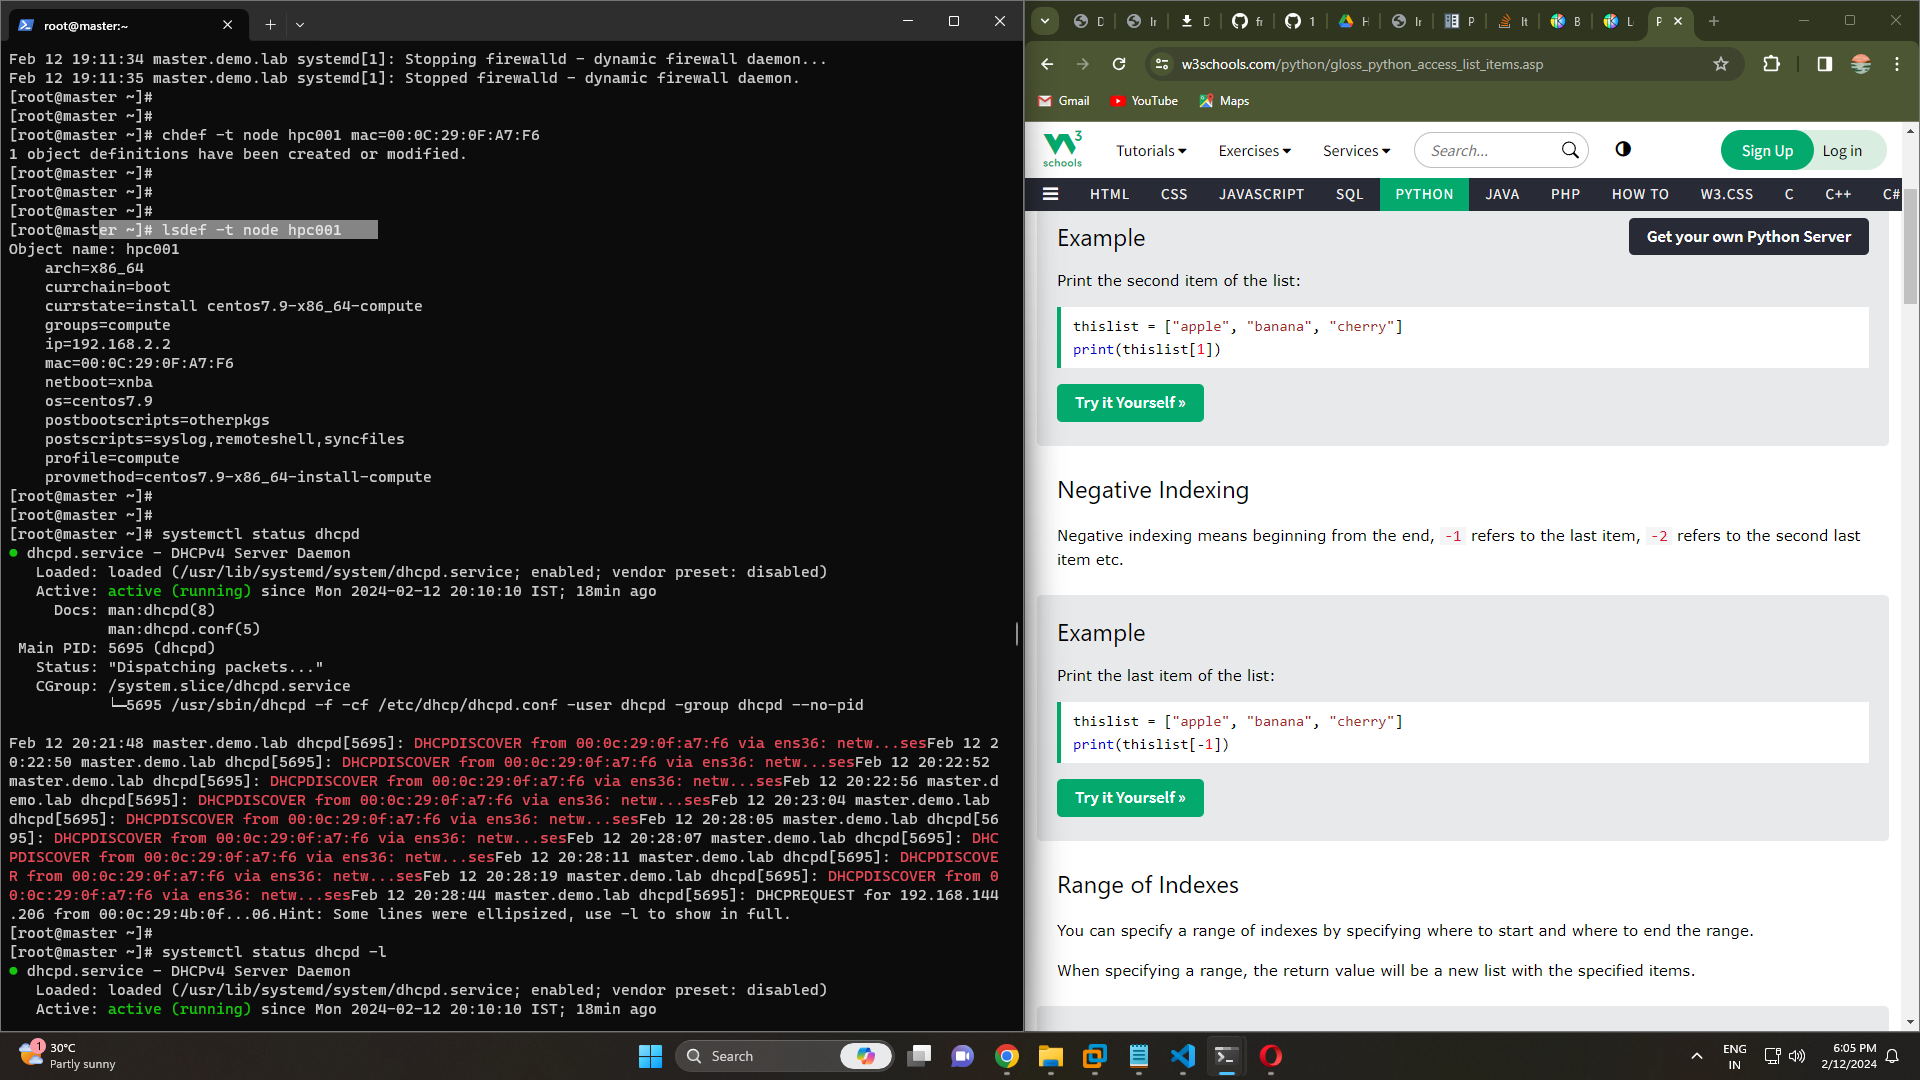 root@master:~
Feb 12 19:11:34 master.demo.lab systemd[1]: Stopping firewalld - dynamic firewall daemon...
Feb 12 19:11:35 master.demo.lab systemd[1]: Stopped firewalld - dynamic firewall daemon.
[root@master ~]#
[root@master ~]#
[root@master ~]# chdef -t node hpc001 mac=00:0C:29:0F:A7:F6
1 object definitions have been created or modified.
[root@master ~]#
[root@master ~]#
[root@master ~]#
[root@master ~]# lsdef -t node hpc001
Object name: hpc001
arch=x86_64
currchain=boot
currstate=install centos7.9-x86_64-compute
groups=compute
ip=192.168.2.2
mac=00:0C:29:0F:A7:F6
netboot=xnba
os=centos7.9
postbootscripts=otherpkgs
postscripts=syslog,remoteshell,syncfiles
profile=compute
provmethod=centos7.9-x86_64-install-compute
[root@master ~]#
[root@master ~]#
[root@master ~]# systemctl status dhcpd
● dhcpd.service - DHCPv4 Server Daemon
Loaded: loaded (/usr/lib/systemd/system/dhcpd.service; enabled; vendor preset: disabled)
Active: active (running) since Mon 2024-02-12 20:10:10 IST; 18min ago
Docs: man:dhcpd(8)
man:dhcpd.conf(5)
Main PID: 5695 (dhcpd)
Status: "Dispatching packets..."
CGroup: /system.slice/dhcpd.service
└─5695 /usr/sbin/dhcpd -f -cf /etc/dhcp/dhcpd.conf -user dhcpd -group dhcpd --no-pid
Feb 12 20:21:48 master.demo.lab dhcpd[5695]: DHCPDISCOVER from 00:0c:29:0f:a7:f6 via ens36: netw...sesFeb 12 2
0:22:50 master.demo.lab dhcpd[5695]: DHCPDISCOVER from 00:0c:29:0f:a7:f6 via ens36: netw...sesFeb 12 20:22:52
master.demo.lab dhcpd[5695]: DHCPDISCOVER from 00:0c:29:0f:a7:f6 via ens36: netw...sesFeb 12 20:22:56 master.d
emo.lab dhcpd[5695]: DHCPDISCOVER from 00:0c:29:0f:a7:f6 via ens36: netw...sesFeb 12 20:23:04 master.demo.lab
dhcpd[5695]: DHCPDISCOVER from 00:0c:29:0f:a7:f6 via ens36: netw...sesFeb 12 20:28:05 master.demo.lab dhcpd[56
95]: DHCPDISCOVER from 00:0c:29:0f:a7:f6 via ens36: netw...sesFeb 12 20:28:07 master.demo.lab dhcpd[5695]: DHC
PDISCOVER from 00:0c:29:0f:a7:f6 via ens36: netw...sesFeb 12 20:28:11 master.demo.lab dhcpd[5695]: DHCPDISCOVE
R from 00:0c:29:0f:a7:f6 via ens36: netw...sesFeb 12 20:28:19 master.demo.lab dhcpd[5695]: DHCPDISCOVER from 0
0:0c:29:0f:a7:f6 via ens36: netw...sesFeb 12 20:28:44 master.demo.lab dhcpd[5695]: DHCPREQUEST for 192.168.144
.206 from 00:0c:29:4b:0f...06.Hint: Some lines were ellipsized, use -l to show in full.
[root@master ~]#
[root@master ~]# systemctl status dhcpd -l
● dhcpd.service - DHCPv4 Server Daemon
Loaded: loaded (/usr/lib/systemd/system/dhcpd.service; enabled; vendor preset: disabled)
Active: active (running) since Mon 2024-02-12 20:10:10 IST; 18min ago
D Ir D fr 1 H Ir P It B L P
w3schools.com/python/gloss_python_access_list_items.asp
Gmail YouTube Maps
W3 schools Tutorials Exercises Services Search... Sign Up Log in
HTML CSS JAVASCRIPT SQL PYTHON JAVA PHP HOW TO W3.CSS C C++ C#
Example
Get your own Python Server
Print the second item of the list:
thislist = ["apple", "banana", "cherry"]
print(thislist[1])
Try it Yourself »
Negative Indexing
Negative indexing means beginning from the end, -1 refers to the last item, -2 refers to the second last
item etc.
Example
Print the last item of the list:
thislist = ["apple", "banana", "cherry"]
print(thislist[-1])
Try it Yourself »
Range of Indexes
You can specify a range of indexes by specifying where to start and where to end the range.
When specifying a range, the return value will be a new list with the specified items.
1
30°C
Partly sunny
Search
ENG
IN
6:05 PM
2/12/2024